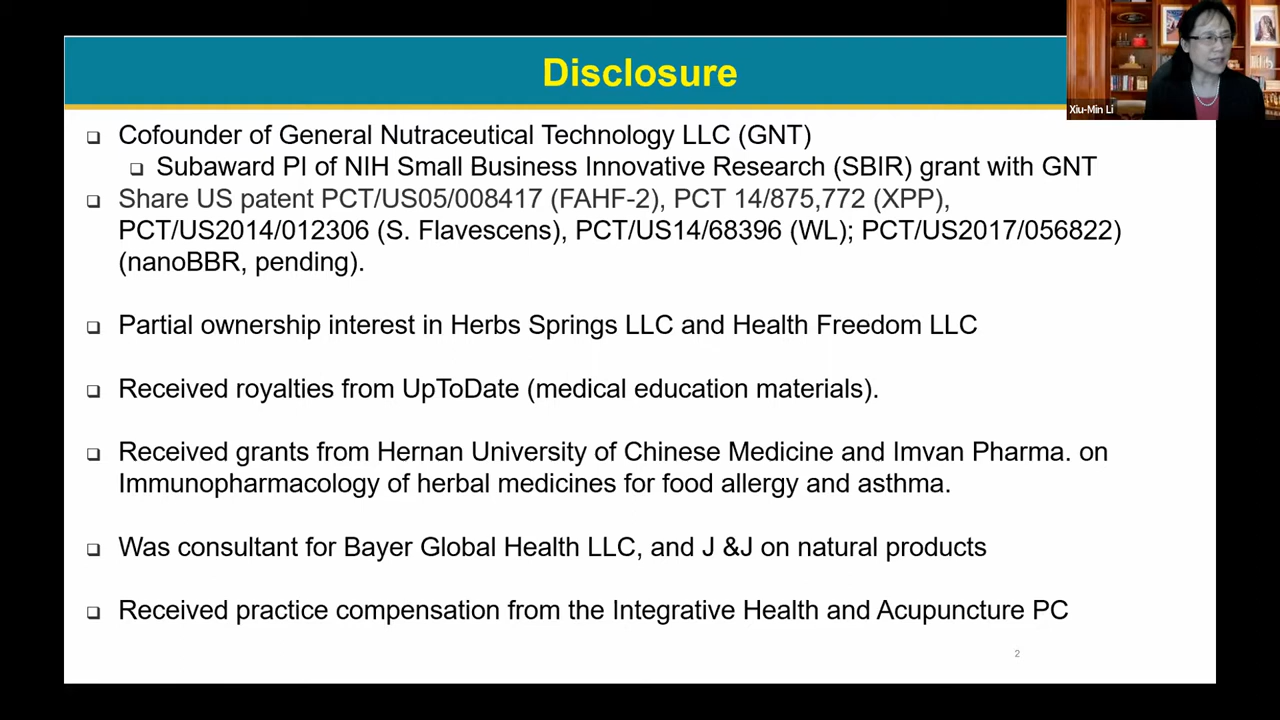 Disclosure
Xiu-Min Li
❑ Cofounder of General Nutraceutical Technology LLC (GNT)
❑ Subaward PI of NIH Small Business Innovative Research (SBIR) grant with GNT
❑ Share US patent PCT/US05/008417 (FAHF-2), PCT 14/875,772 (XPP),
PCT/US2014/012306 (S. Flavescens), PCT/US14/68396 (WL); PCT/US2017/056822)
(nanoBBR, pending).
❑ Partial ownership interest in Herbs Springs LLC and Health Freedom LLC
❑ Received royalties from UpToDate (medical education materials).
❑ Received grants from Hernan University of Chinese Medicine and Imvan Pharma. on
Immunopharmacology of herbal medicines for food allergy and asthma.
❑ Was consultant for Bayer Global Health LLC, and J &J on natural products
❑ Received practice compensation from the Integrative Health and Acupuncture PC
2